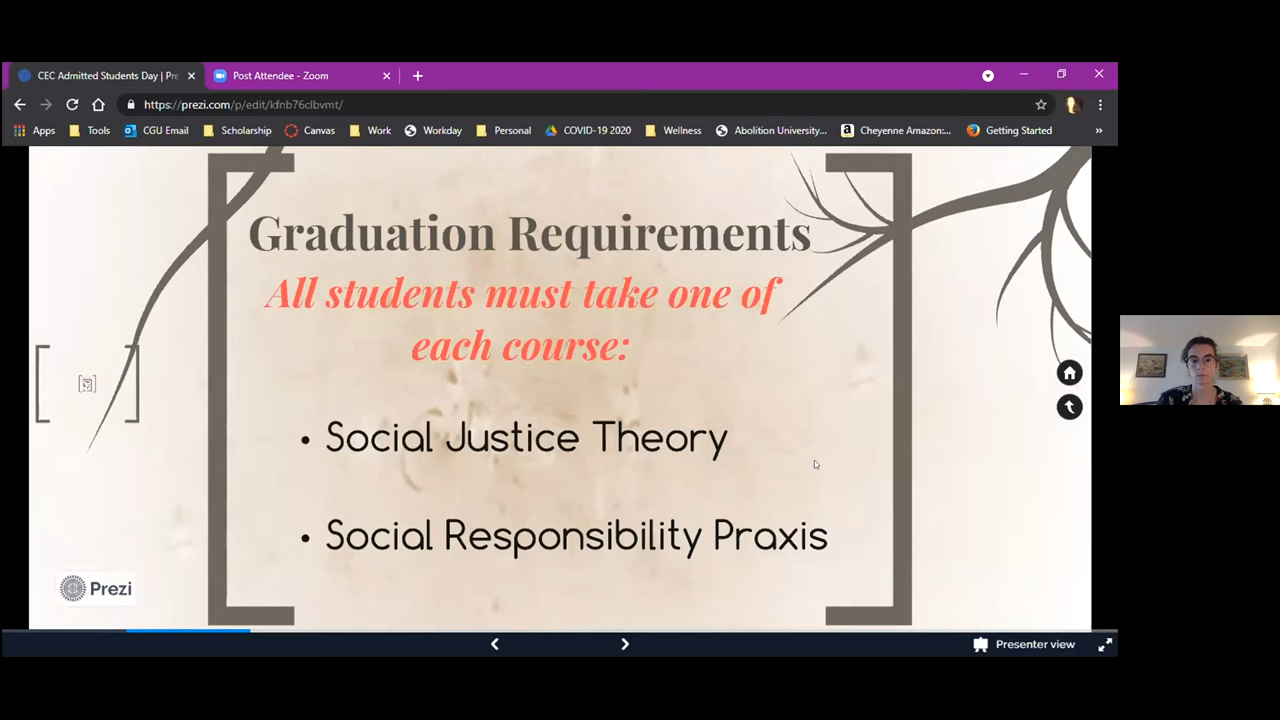 CEC Admitted Students Day | Pre
Post Attendee - Zoom
https://prezi.com/p/edit/kfnb76clbvmt/
Apps
Tools
CGU Email
Scholarship
Canvas
Work
Workday
Personal
COVID-19 2020
Wellness
Abolition University...
Cheyenne Amazon:...
Getting Started
»
Graduation Requirements
All students must take one of
each course:
• Social Justice Theory
• Social Responsibility Praxis
Prezi
Presenter view